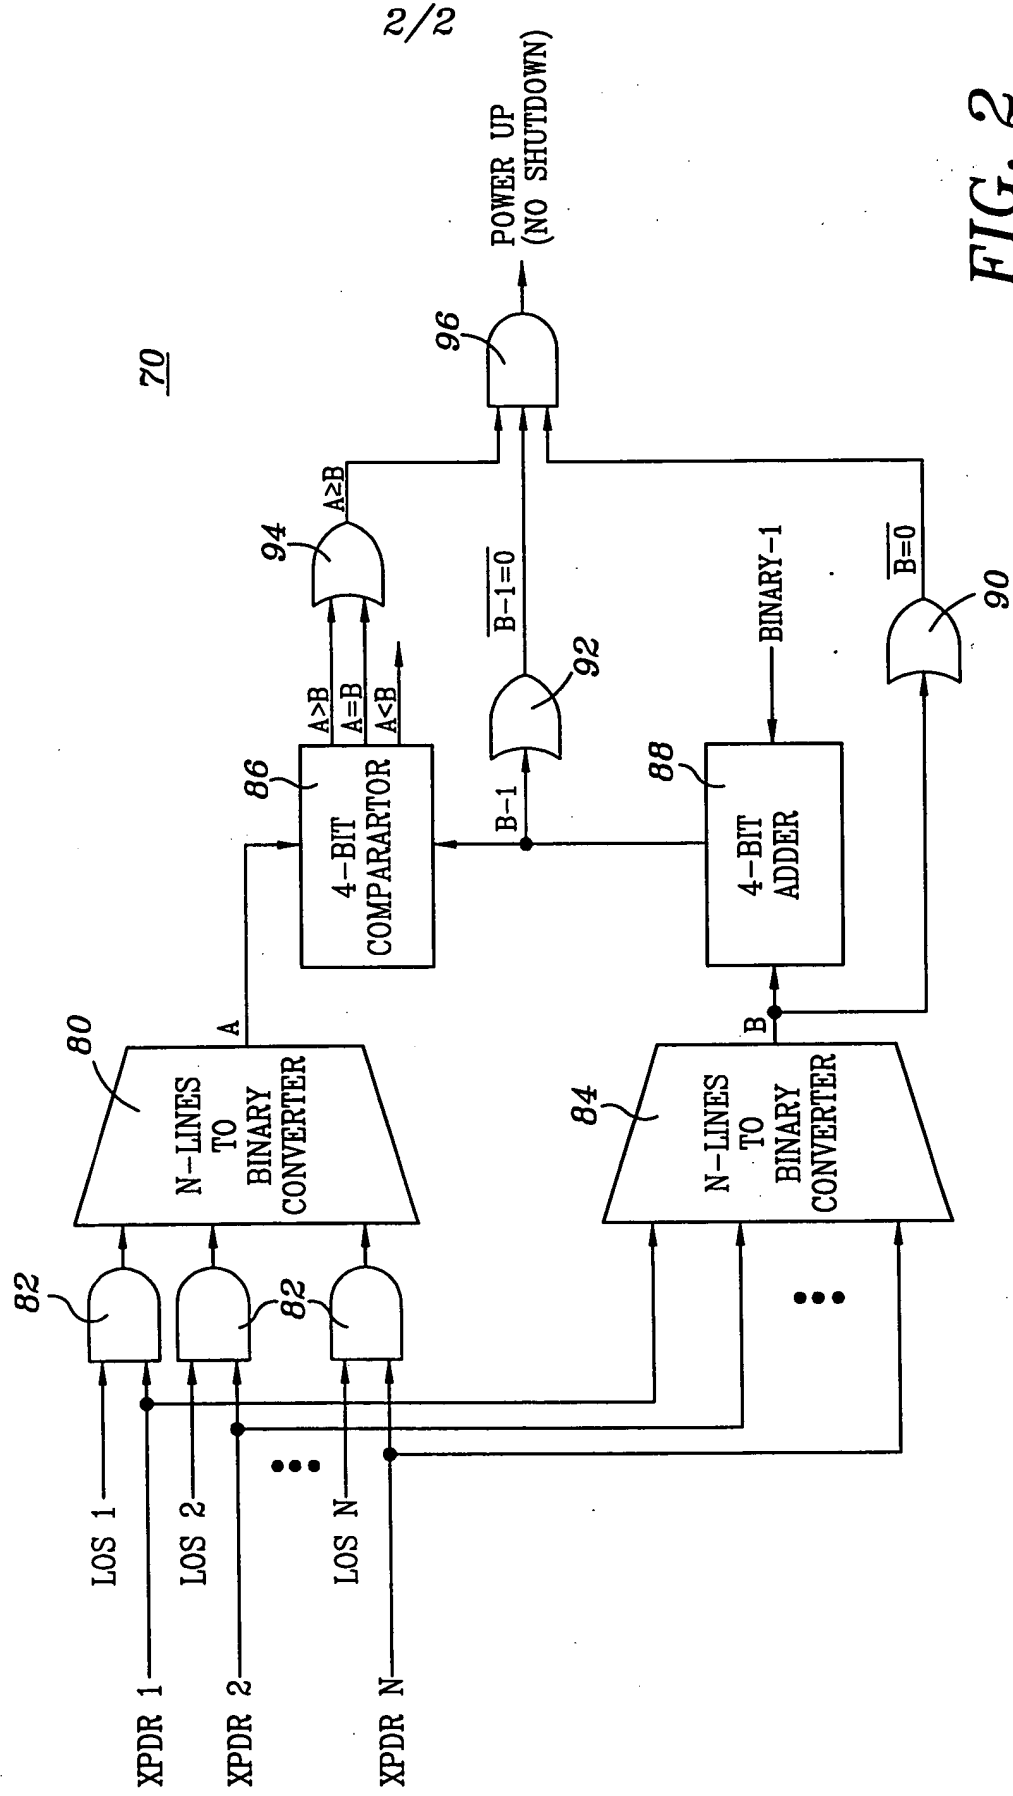 2/2
70
LOS 1
XPDR 1
LOS 2
XPDR 2
LOS N
XPDR N
82
82
80
N-LINES
TO
BINARY
CONVERTER
A
84
N-LINES
TO
BINARY
CONVERTER
B
86
4-BIT
COMPARARTOR
A>B
A=B
A<B
88
4-BIT
ADDER
BINARY-1
B-1
94
A≥B
92
B-1=0
90
B=0
96
POWER UP
(NO SHUTDOWN)
FIG. 2